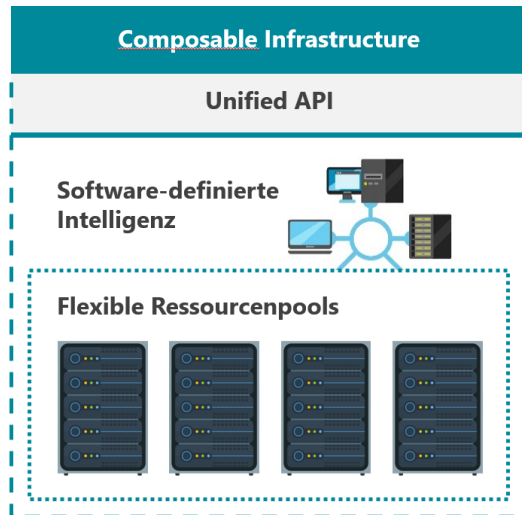 Composable Infrastructure
Unified API
Software-definierte
Intelligenz
Flexible Ressourcenpools